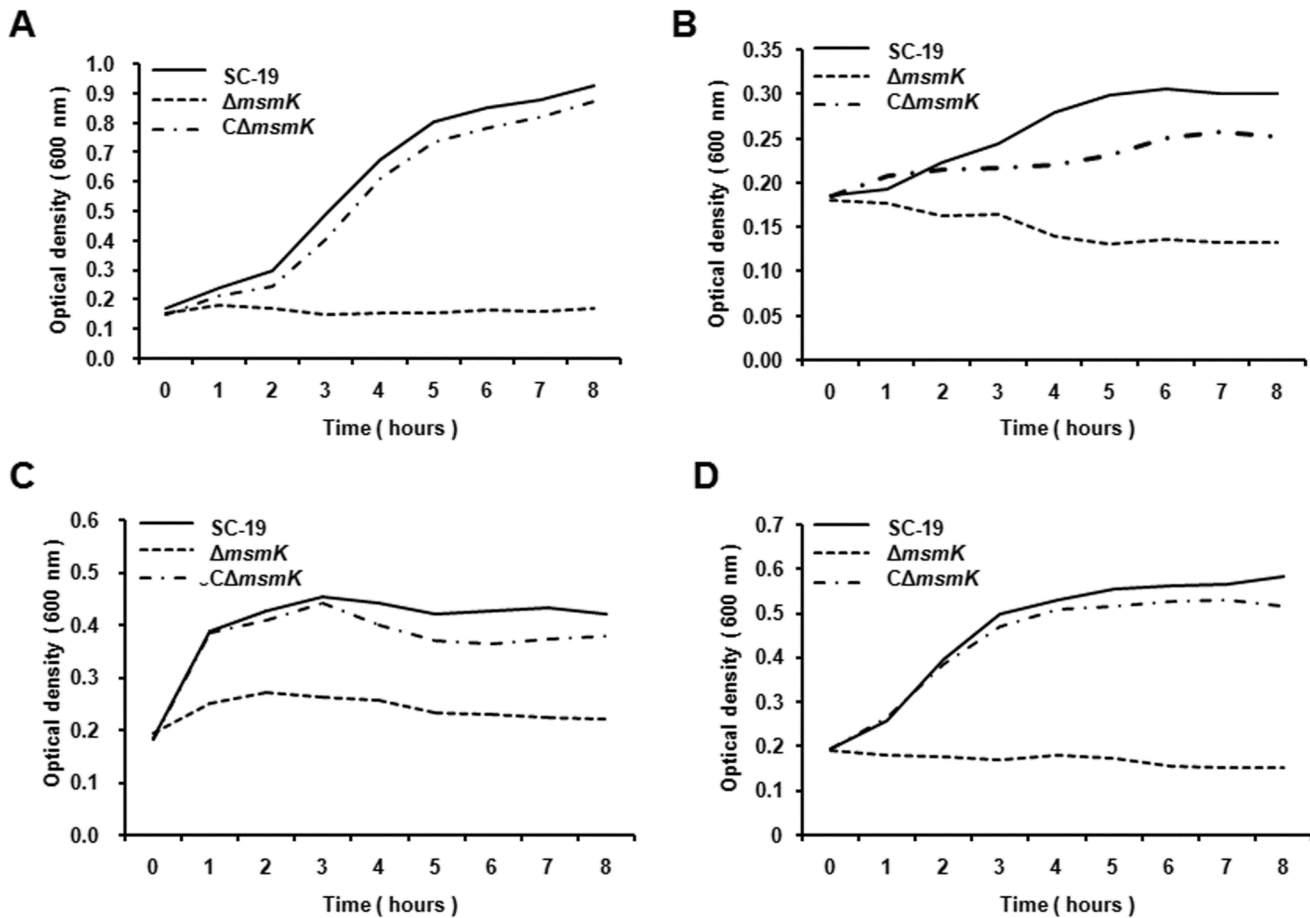 A
Optical density ( 600 nm )
1.0
0.9
0.8
0.7
0.6
0.5
0.4
0.3
0.2
0.1
0.0
SC-19
ΔmsmK
CΔmsmK
0 1 2 3 4 5 6 7 8
Time ( hours )
B
Optical density ( 600 nm )
0.35
0.30
0.25
0.20
0.15
0.10
0.05
0.00
SC-19
ΔmsmK
CΔmsmK
0 1 2 3 4 5 6 7 8
Time ( hours )
C
Optical density ( 600 nm )
0.6
0.5
0.4
0.3
0.2
0.1
0.0
SC-19
ΔmsmK
CΔmsmK
0 1 2 3 4 5 6 7 8
Time ( hours )
D
Optical density ( 600 nm )
0.7
0.6
0.5
0.4
0.3
0.2
0.1
0
SC-19
ΔmsmK
CΔmsmK
0 1 2 3 4 5 6 7 8
Time ( hours )